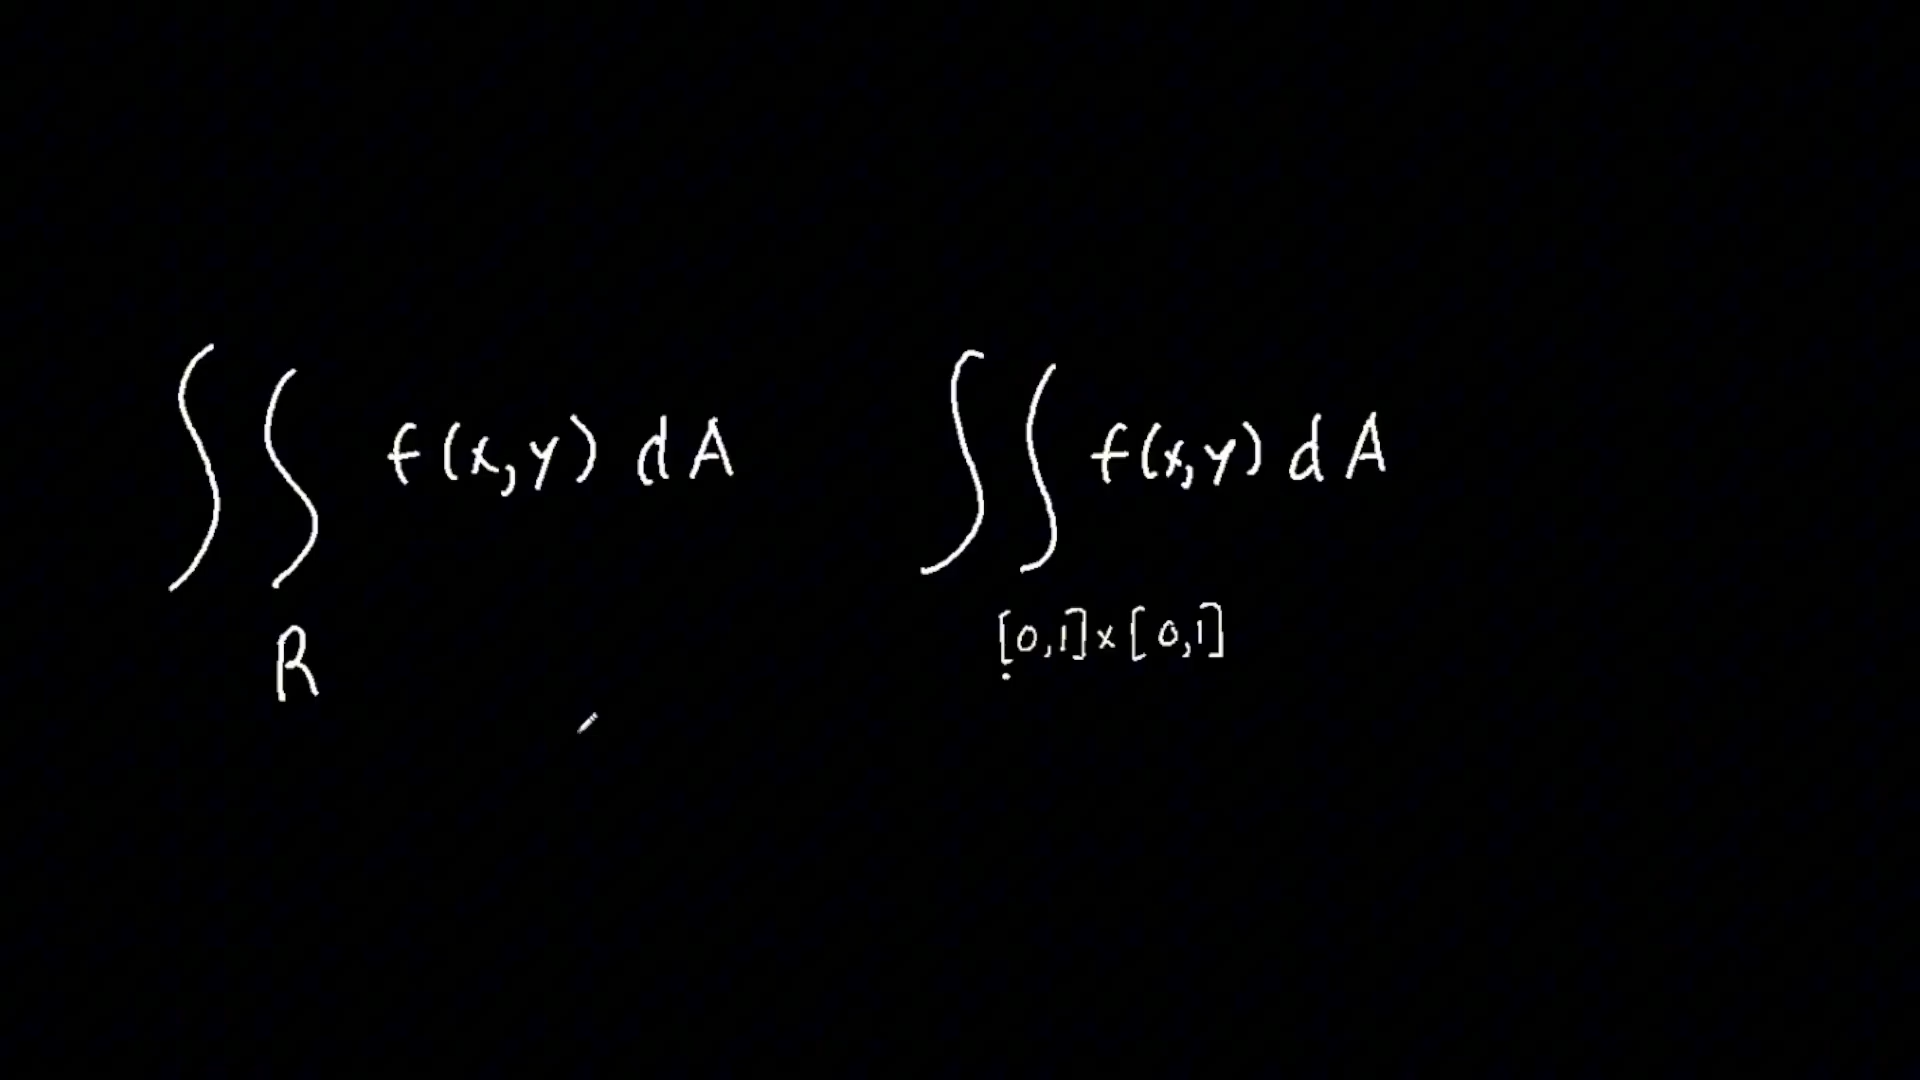 ∫∫ f(x,y) dA ∫∫ f(x,y) dA
R [0,1]×[0,1]